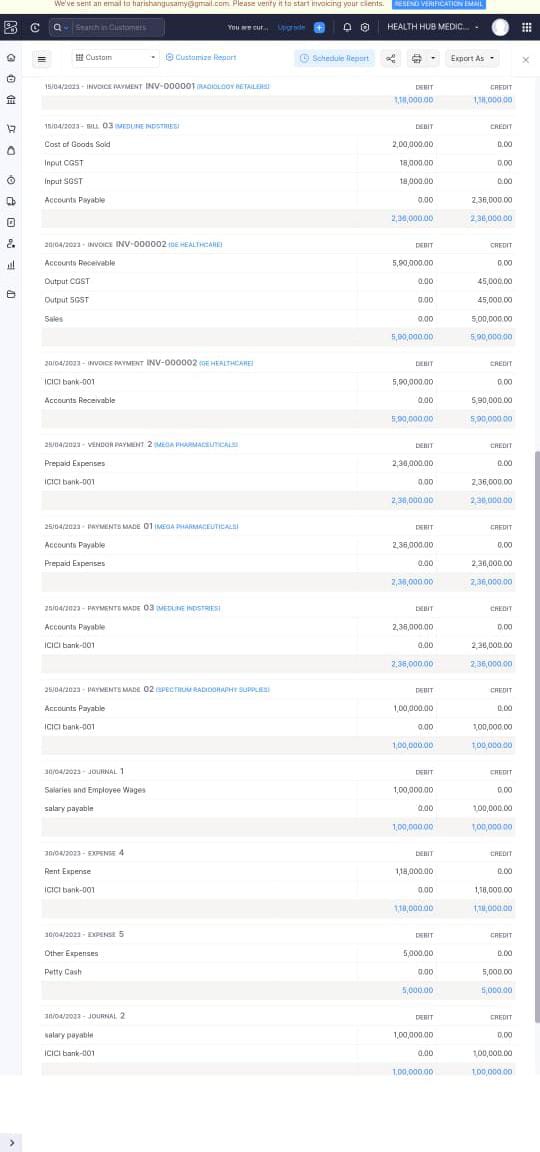 We've sent an email to harishangusamy@gmail.com. Please verify it to start invoicing your clients. RESEND VERIFICATION EMAIL
Search in Customers You are cur... Upgrade HEALTH HUB MEDIC...
Custom Customize Report Schedule Report Export As
15/04/2023 - INVOICE PAYMENT INV-000001 (RADIOLOGY RETAILERS) DEBIT CREDIT
1,18,000.00 1,18,000.00
15/04/2023 - BILL 03 (MEDLINE INDSTRIES) DEBIT CREDIT
Cost of Goods Sold 2,00,000.00 0.00
Input CGST 18,000.00 0.00
Input SGST 18,000.00 0.00
Accounts Payable 0.00 2,36,000.00
2,36,000.00 2,36,000.00
20/04/2023 - INVOICE INV-000002 (GE HEALTHCARE) DEBIT CREDIT
Accounts Receivable 5,90,000.00 0.00
Output CGST 0.00 45,000.00
Output SGST 0.00 45,000.00
Sales 0.00 5,00,000.00
5,90,000.00 5,90,000.00
20/04/2023 - INVOICE PAYMENT INV-000002 (GE HEALTHCARE) DEBIT CREDIT
ICICI bank-001 5,90,000.00 0.00
Accounts Receivable 0.00 5,90,000.00
5,90,000.00 5,90,000.00
25/04/2023 - VENDOR PAYMENT 2 (MEGA PHARMACEUTICALS) DEBIT CREDIT
Prepaid Expenses 2,36,000.00 0.00
ICICI bank-001 0.00 2,36,000.00
2,36,000.00 2,36,000.00
25/04/2023 - PAYMENTS MADE 01 (MEGA PHARMACEUTICALS) DEBIT CREDIT
Accounts Payable 2,36,000.00 0.00
Prepaid Expenses 0.00 2,36,000.00
2,36,000.00 2,36,000.00
25/04/2023 - PAYMENTS MADE 03 (MEDLINE INDSTRIES) DEBIT CREDIT
Accounts Payable 2,36,000.00 0.00
ICICI bank-001 0.00 2,36,000.00
2,36,000.00 2,36,000.00
25/04/2023 - PAYMENTS MADE 02 (SPECTRUM RADIOGRAPHY SUPPLIES) DEBIT CREDIT
Accounts Payable 1,00,000.00 0.00
ICICI bank-001 0.00 1,00,000.00
1,00,000.00 1,00,000.00
30/04/2023 - JOURNAL 1 DEBIT CREDIT
Salaries and Employee Wages 1,00,000.00 0.00
salary payable 0.00 1,00,000.00
1,00,000.00 1,00,000.00
30/04/2023 - EXPENSE 4 DEBIT CREDIT
Rent Expense 1,18,000.00 0.00
ICICI bank-001 0.00 1,18,000.00
1,18,000.00 1,18,000.00
30/04/2023 - EXPENSE 5 DEBIT CREDIT
Other Expenses 5,000.00 0.00
Petty Cash 0.00 5,000.00
5,000.00 5,000.00
30/04/2023 - JOURNAL 2 DEBIT CREDIT
salary payable 1,00,000.00 0.00
ICICI bank-001 0.00 1,00,000.00
1,00,000.00 1,00,000.00